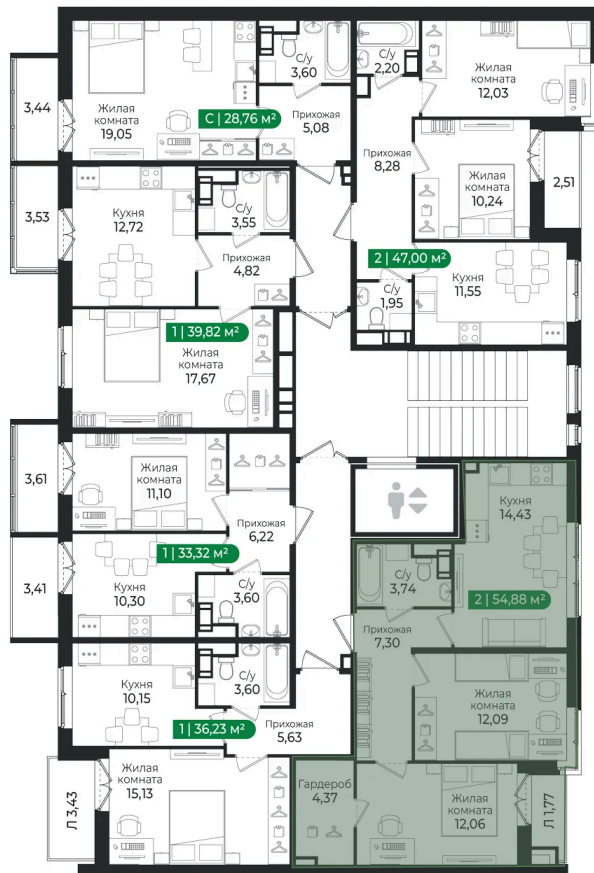 С/у
3,60
С/у
2,20
Жилая
комната
12,03
3,44
Жилая
комната
19,05
С | 28,76 м²
Прихожая
5,08
Прихожая
8,28
Жилая
комната
10,24
2,51
3,53
Кухня
12,72
С/у
3,55
Прихожая
4,82
2 | 47,00 м²
С/у
1,95
Кухня
11,55
1 | 39,82 м²
Жилая
комната
17,67
3,61
Жилая
комната
11,10
Прихожая
6,22
1 | 33,32 м²
3,41
Кухня
10,30
С/у
3,60
Кухня
14,43
С/у
3,74
2 | 54,88 м²
Прихожая
7,30
Кухня
10,15
С/у
3,60
1 | 36,23 м²
Прихожая
5,63
Жилая
комната
12,09
Л 3,43
Жилая
комната
15,13
Гардероб
4,37
Жилая
комната
12,06
Л 1,77